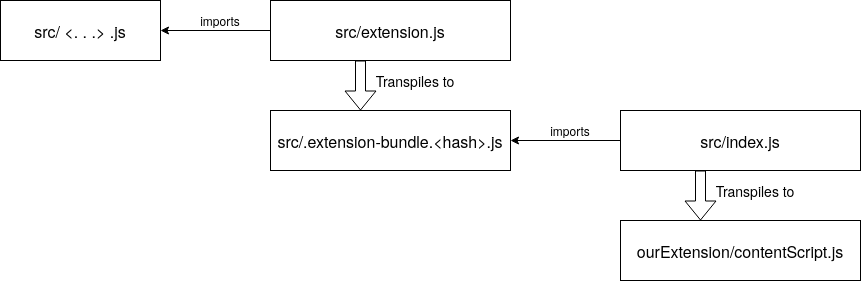 src/ <. . .> .js
imports
src/extension.js
Transpiles to
src/.extension-bundle.<hash>.js
imports
src/index.js
Transpiles to
ourExtension/contentScript.js